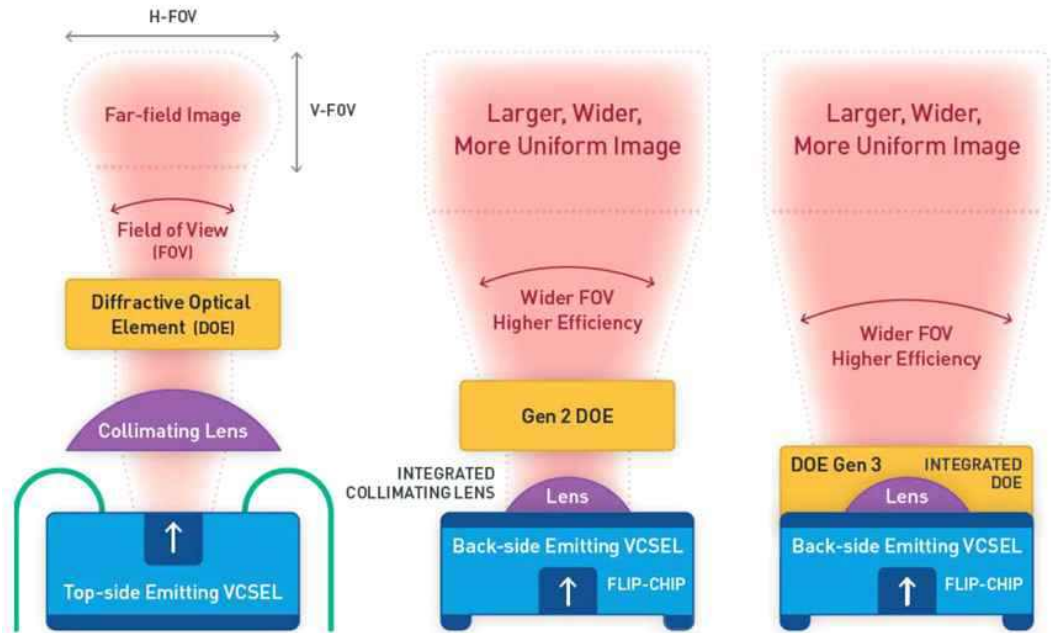 H-FOV
V-FOV
Far-field Image
Field of View
(FOV)
Diffractive Optical
Element (DOE)
Collimating Lens
Top-side Emitting VCSEL
Larger, Wider,
More Uniform Image
Wider FOV
Higher Efficiency
Gen 2 DOE
INTEGRATED
COLLIMATING LENS
Lens
Back-side Emitting VCSEL
FLIP-CHIP
Larger, Wider,
More Uniform Image
Wider FOV
Higher Efficiency
DOE Gen 3
INTEGRATED
DOE
Lens
Back-side Emitting VCSEL
FLIP-CHIP